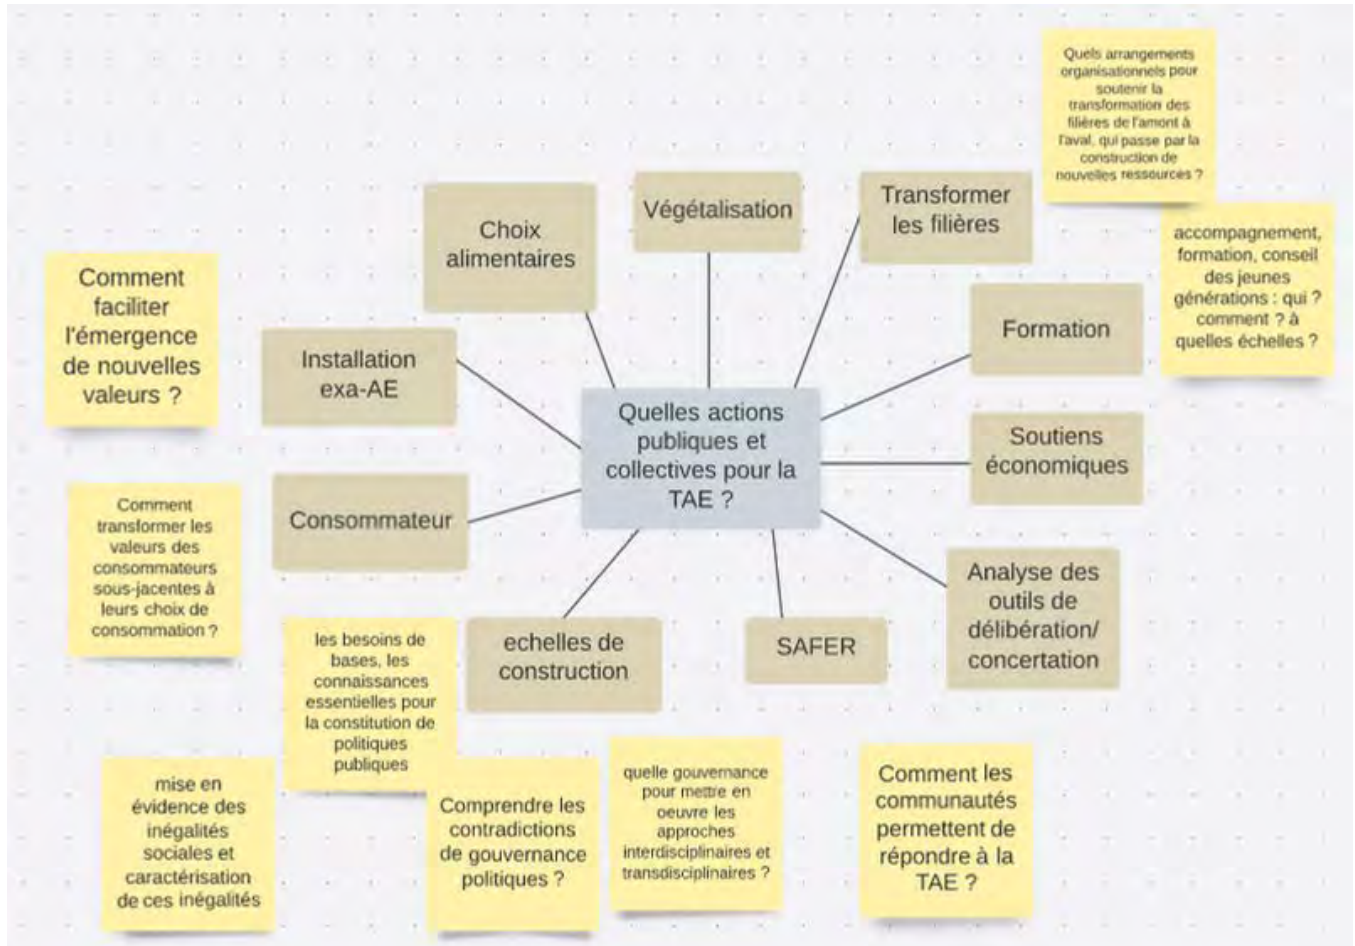 Quels arrangements
organisationnels pour
soutenir la
transformation des
filières de l'amont à
l'aval, qui passe par la
construction de
nouvelles ressources ?
Choix
alimentaires
Végétalisation
Transformer
les filières
accompagnement,
formation, conseil
des jeunes
générations : qui ?
comment ? à
quelles échelles ?
Comment
faciliter
l'émergence
de nouvelles
valeurs ?
Installation
exa-AE
Formation
Quelles actions
publiques et
collectives pour la
TAE ?
Soutiens
économiques
Consommateur
Comment
transformer les
valeurs des
consommateurs
sous-jacentes à
leurs choix de
consommation ?
Analyse des
outils de
délibération/
concertation
les besoins de
bases, les
connaissances
essentielles pour
la constitution de
politiques
publiques
echelles de
construction
SAFER
mise en
évidence des
inégalités
sociales et
caractérisation
de ces inégalités
Comprendre les
contradictions
de gouvernance
politiques ?
quelle gouvernance
pour mettre en
oeuvre les
approches
interdisciplinaires et
transdisciplinaires ?
Comment les
communautés
permettent de
répondre à la
TAE ?